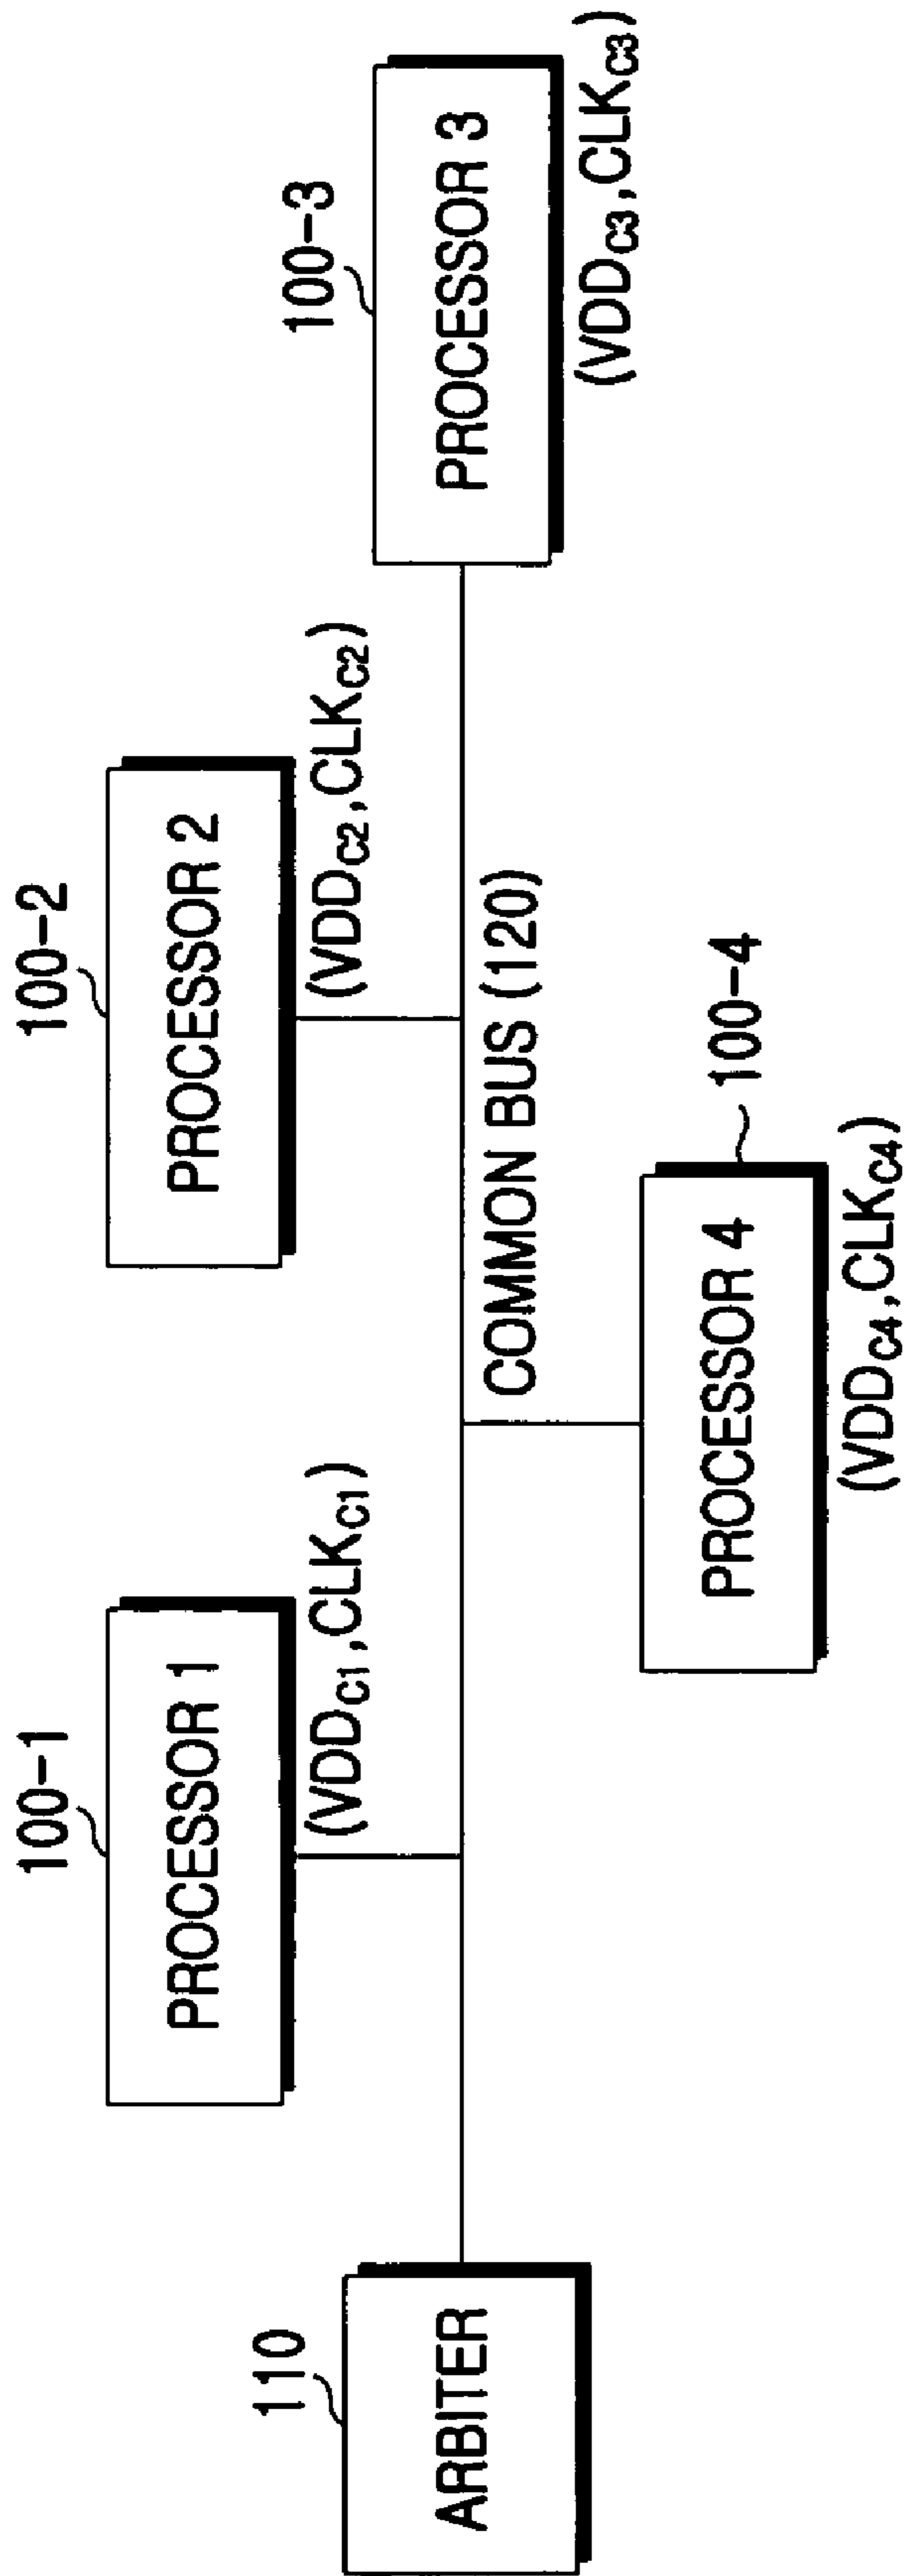 100-1
PROCESSOR 1
(VDDC1,CLKC1)
100-2
PROCESSOR 2
(VDDC2,CLKC2)
110
ARBITER
100-3
PROCESSOR 3
(VDDC3,CLKC3)
COMMON BUS (120)
PROCESSOR 4
100-4
(VDDC4,CLKC4)